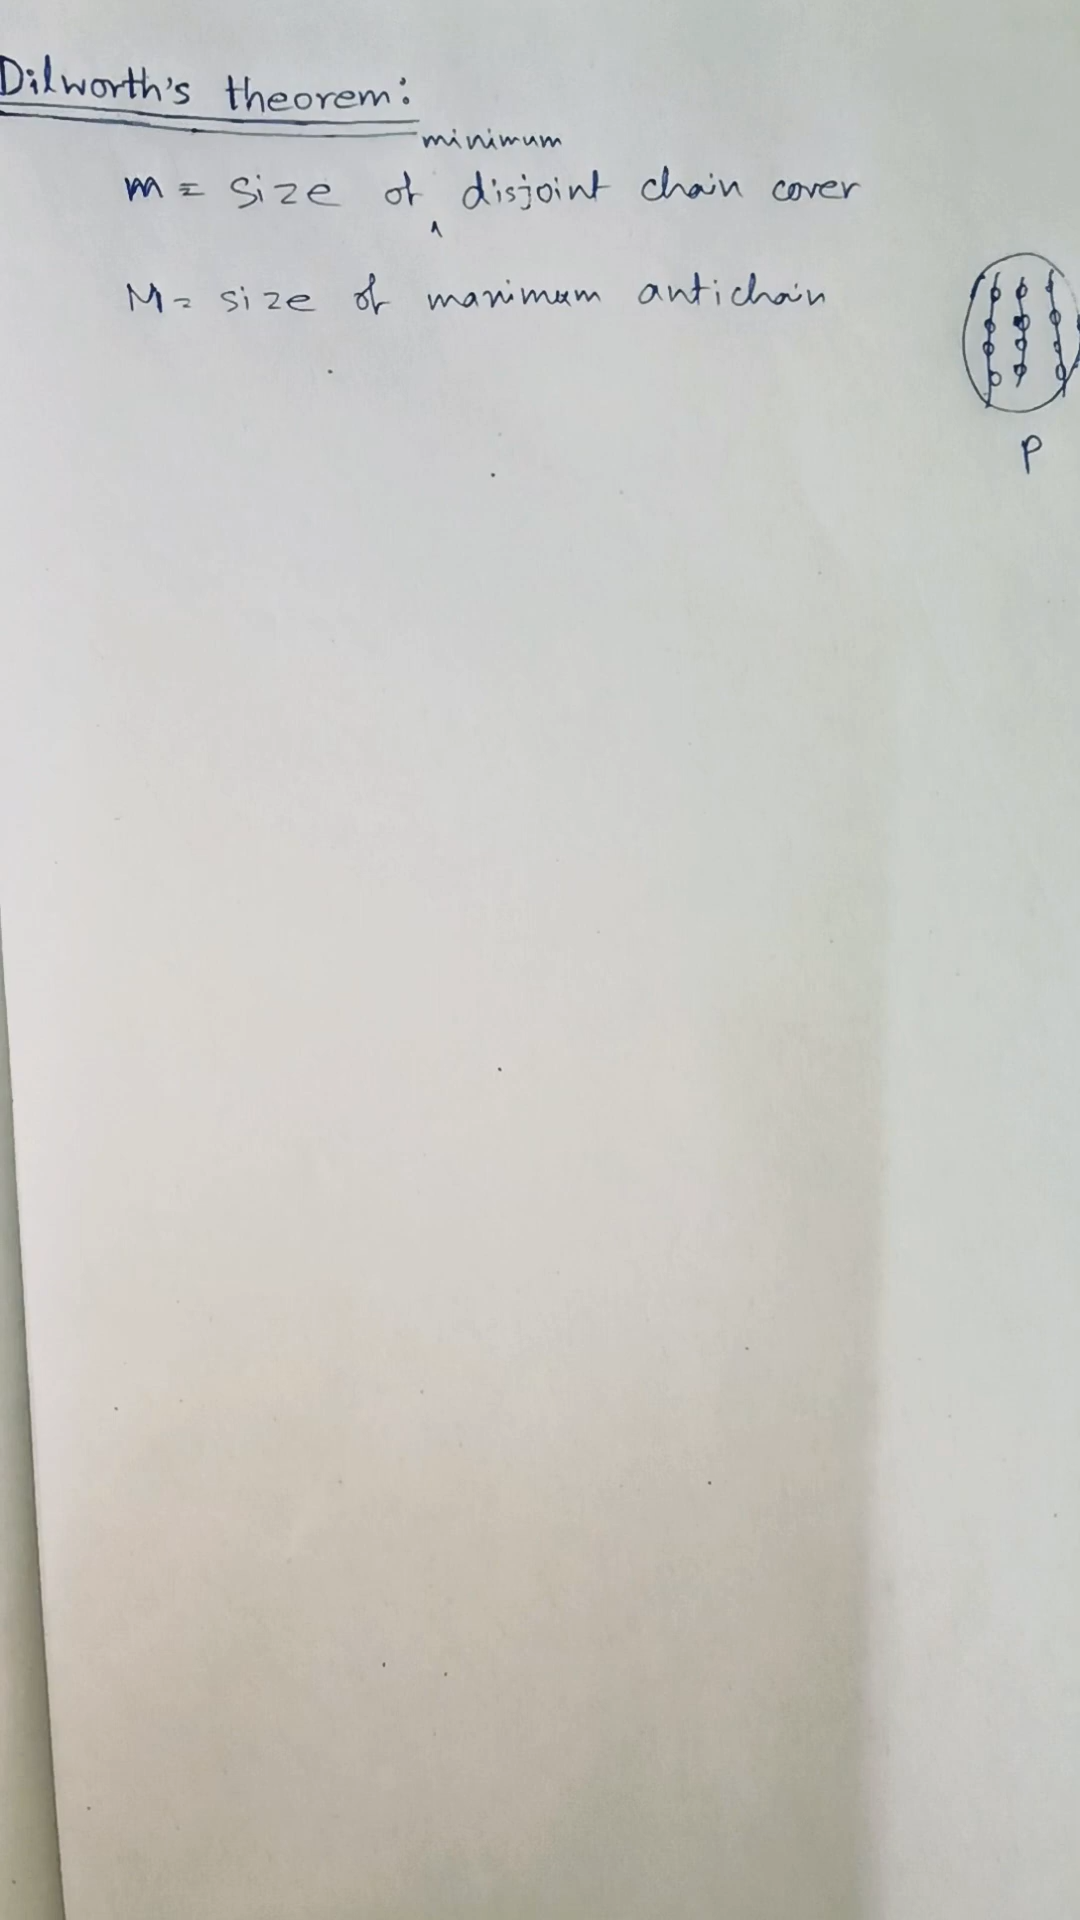 Dilworth's theorem:
minimum
m = size of ^ disjoint chain cover
M = size of maximum antichain
P